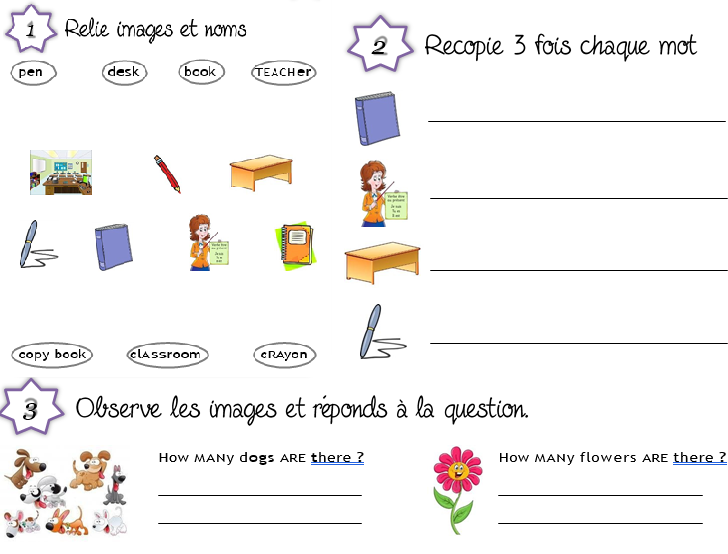 1 Relie images et noms
pen desk book TEACHer
copy book clAssroom cRAyon
2 Recopie 3 fois chaque mot
3 Observe les images et réponds à la question.
How MANy dogs ARE there ?
How MANy flowers ARE there ?